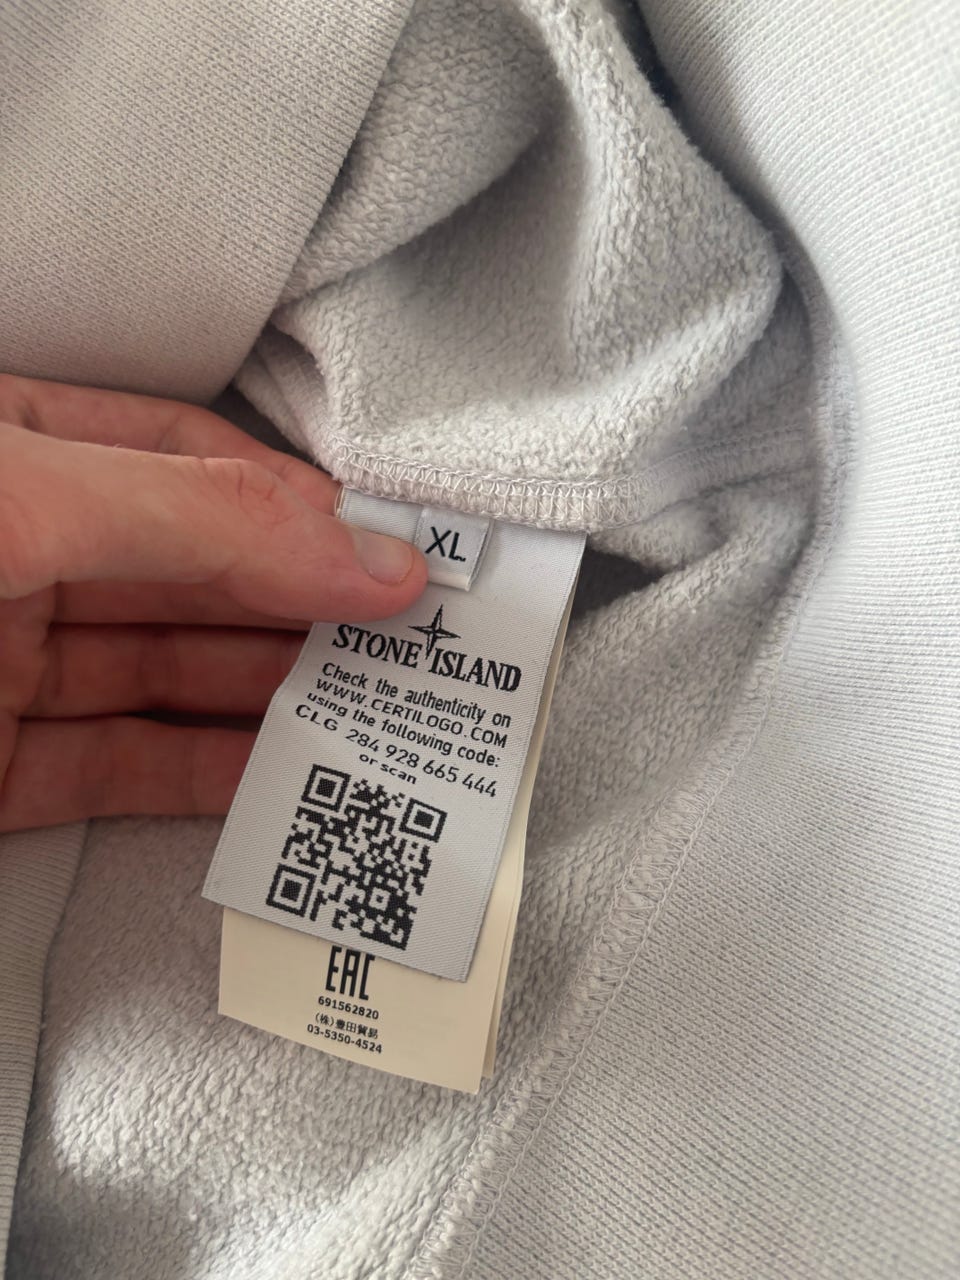 XL
STONE ISLAND
Check the authenticity on
WWW.CERTILOGO.COM
using the following code:
CLG 284 928 665 444
or scan
EAC
691562820
(株)豊田貿易
03-5350-4524